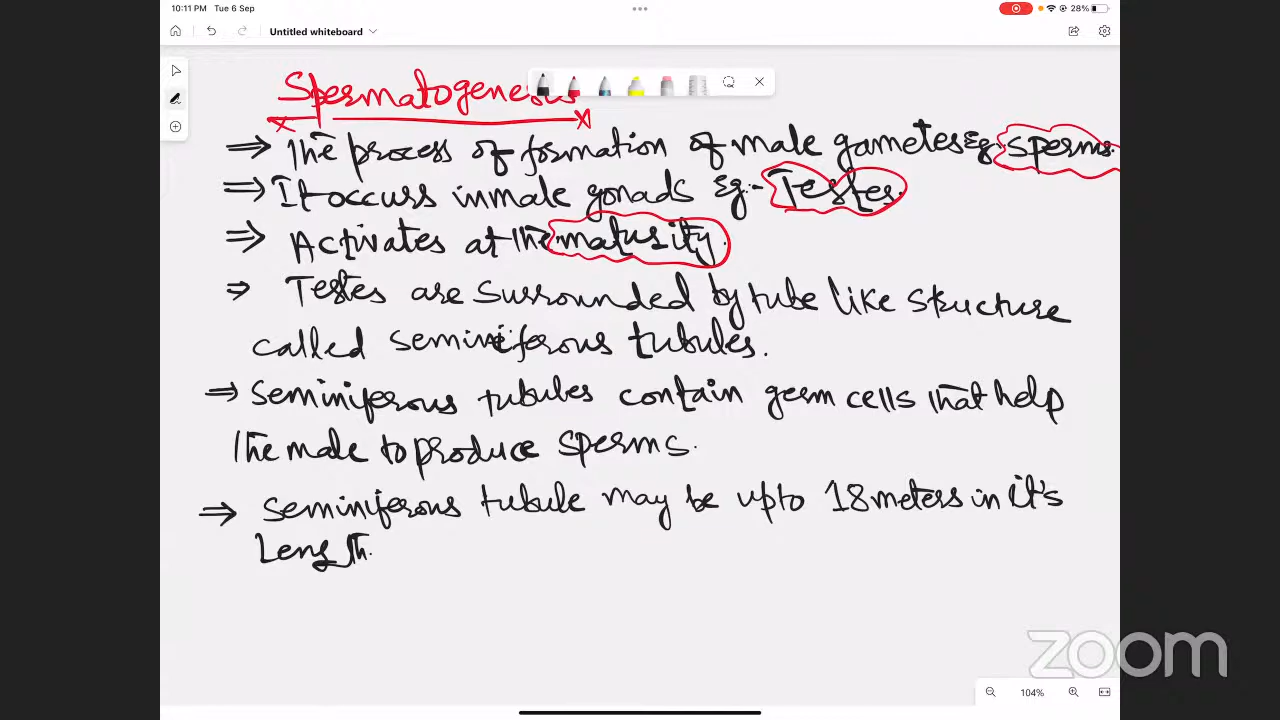 10:11 PM Tue 6 Sep
28%
Untitled whiteboard
Spermatogenesis
⇒ The process of formation of male gametes Eg:- Sperms.
⇒ It occurs in male gonads Eg:- Testes.
⇒ Activates at the maturity.
⇒ Testes are surrounded by tube like structure
called seminiferous tubules.
⇒ Seminiferous tubules contain germ cells that help
the male to produce sperms.
⇒ Seminiferous tubule may be upto 18 meters in it's
Length.
zoom
104%